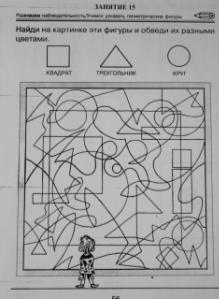 ЗАНЯТИЕ 15
Развиваем наблюдательность/Учимся узнавать геометрические фигуры
Найди на картинке эти фигуры и обведи их разными
цветами.
КВАДРАТ ТРЕУГОЛЬНИК КРУГ
56